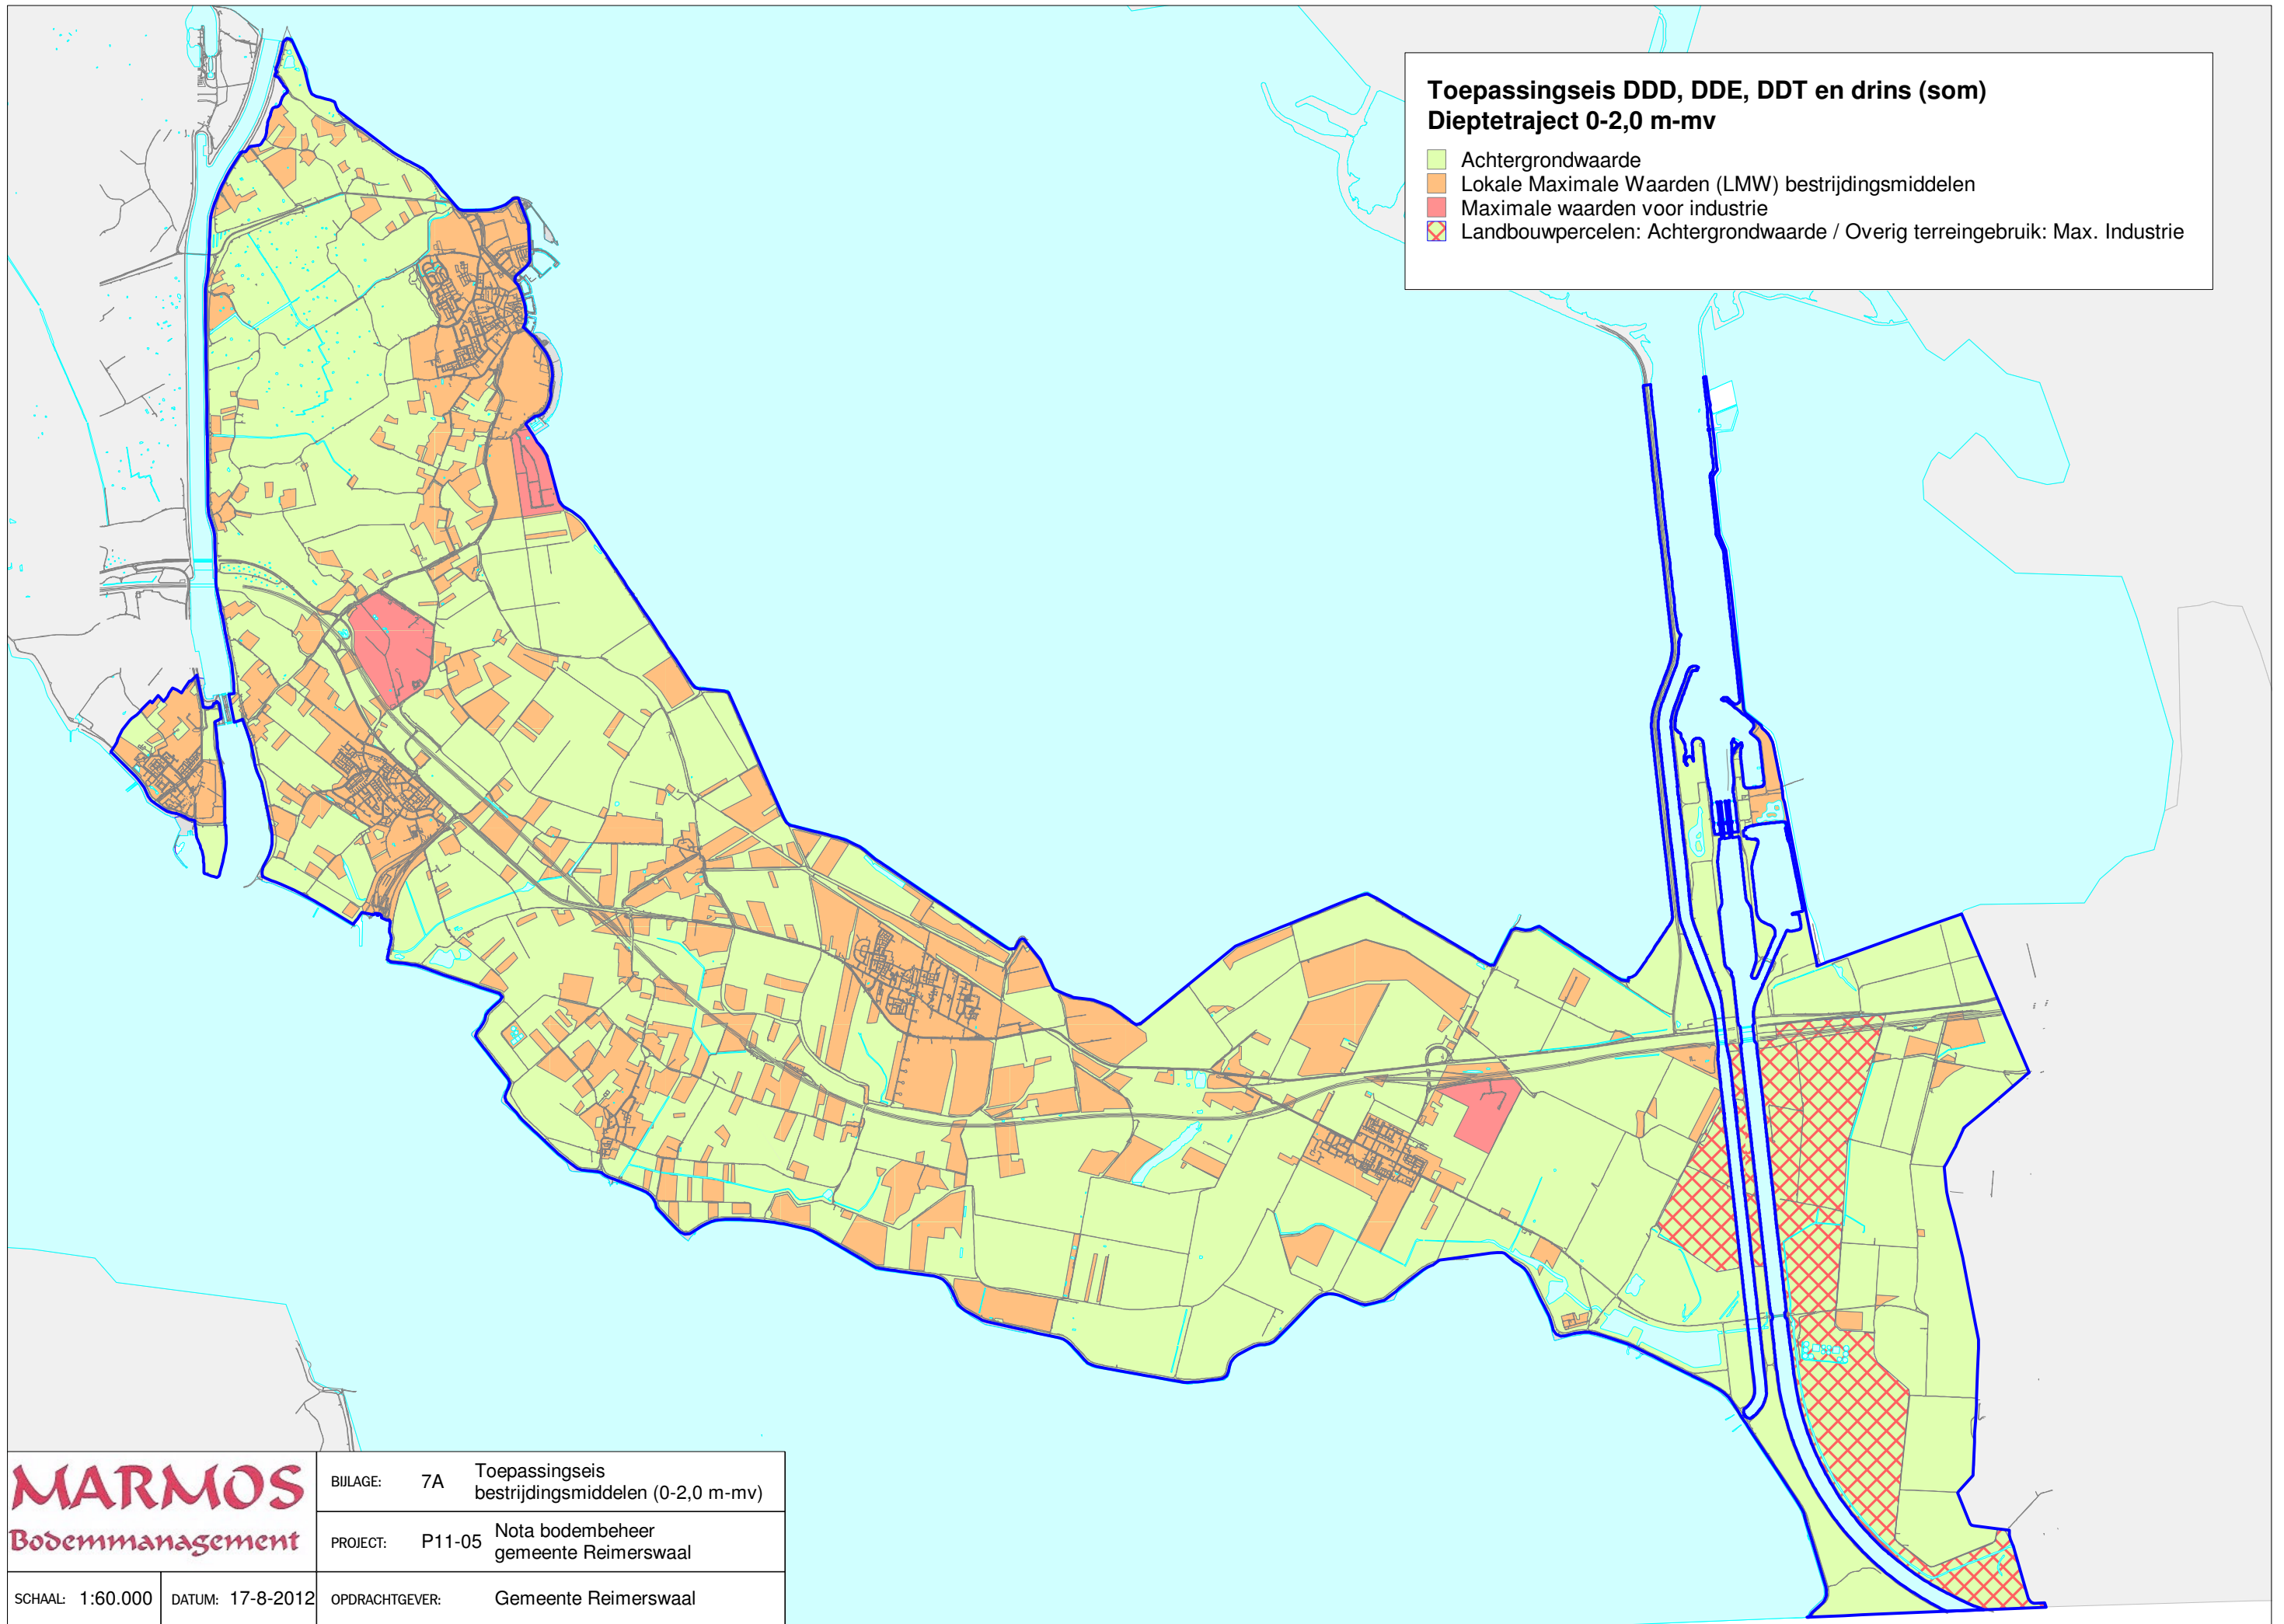 Toepassingseis DDD, DDE, DDT en drins (som)
Dieptetraject 0-2,0 m-mv
Achtergrondwaarde
Lokale Maximale Waarden (LMW) bestrijdingsmiddelen
Maximale waarden voor industrie
Landbouwpercelen: Achtergrondwaarde / Overig terreingebruik: Max. Industrie
MARMOS
Bodemmanagement
BIJLAGE: 7A Toepassingseis
bestrijdingsmiddelen (0-2,0 m-mv)
PROJECT: P11-05 Nota bodembeheer
gemeente Reimerswaal
SCHAAL: 1:60.000 DATUM: 17-8-2012 OPDRACHTGEVER: Gemeente Reimerswaal